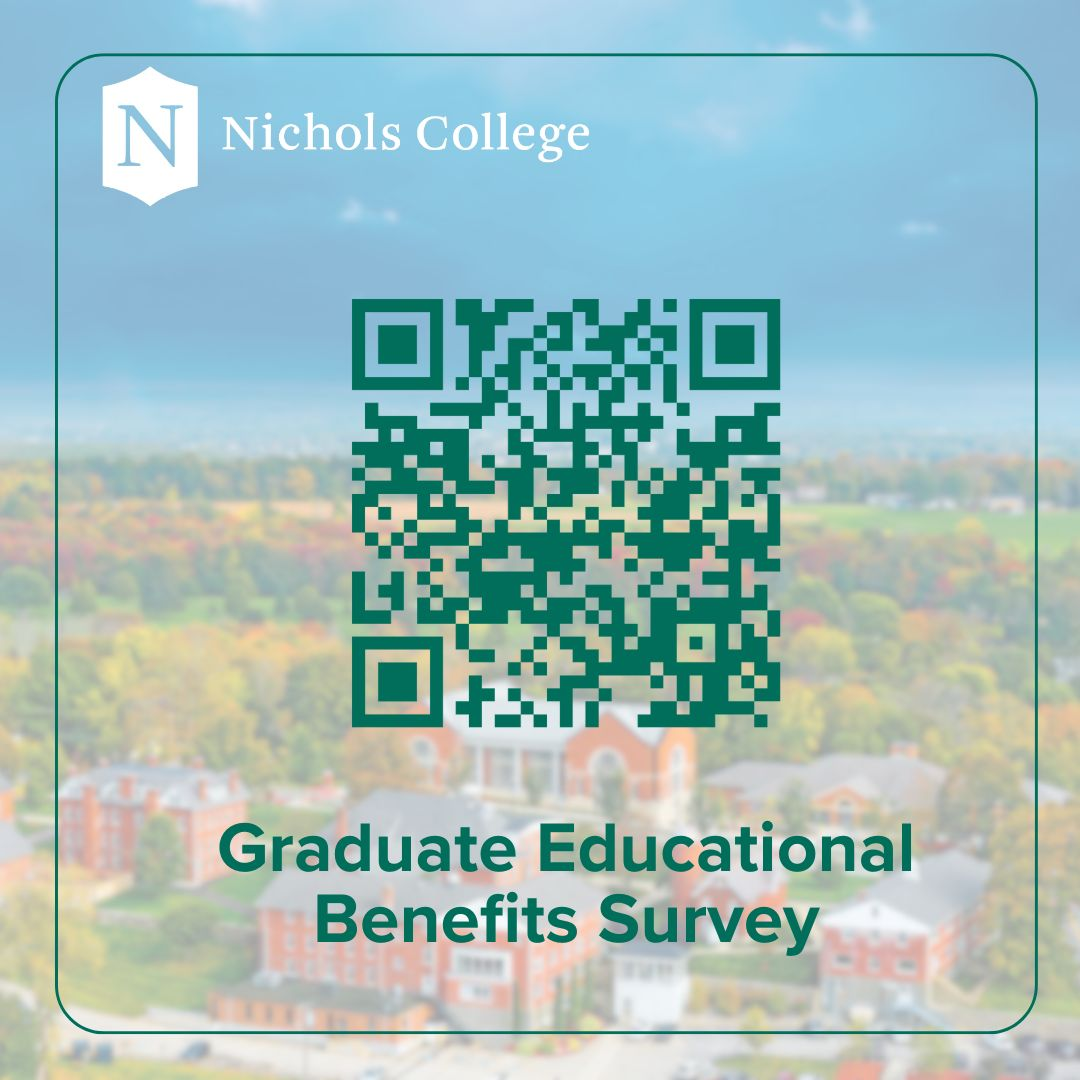 N
Nichols College
Graduate Educational
Benefits Survey